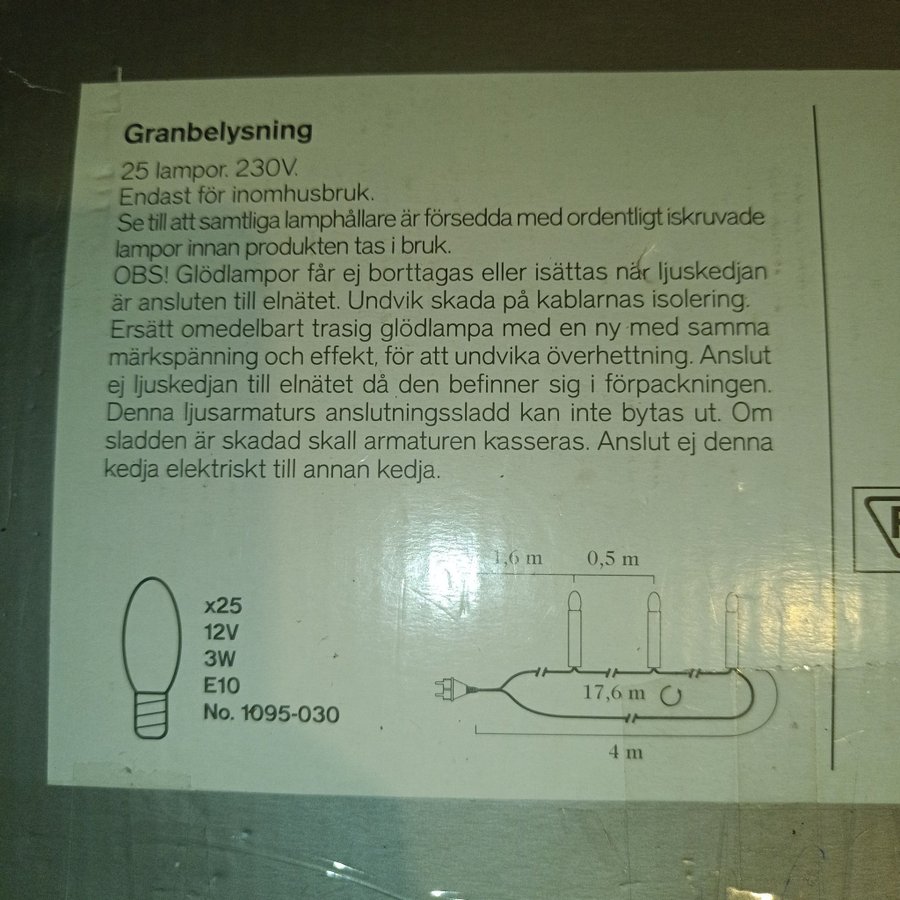 Granbelysning
25 lampor. 230V.
Endast för inomhusbruk.
Se till att samtliga lamphållare är försedda med ordentligt iskruvade
lampor innan produkten tas i bruk.
OBS! Glödlampor får ej borttagas eller isättas när ljuskedjan
är ansluten till elnätet. Undvik skada på kablarnas isolering.
Ersätt omedelbart trasig glödlampa med en ny med samma
märkspänning och effekt, för att undvika överhettning. Anslut
ej ljuskedjan till elnätet då den befinner sig i förpackningen.
Denna ljusarmaturs anslutningssladd kan inte bytas ut. Om
sladden är skadad skall armaturen kasseras. Anslut ej denna
kedja elektriskt till annan kedja.
x25
12V
3W
E10
No. 1095-030
1,6 m 0,5 m
17,6 m
4 m